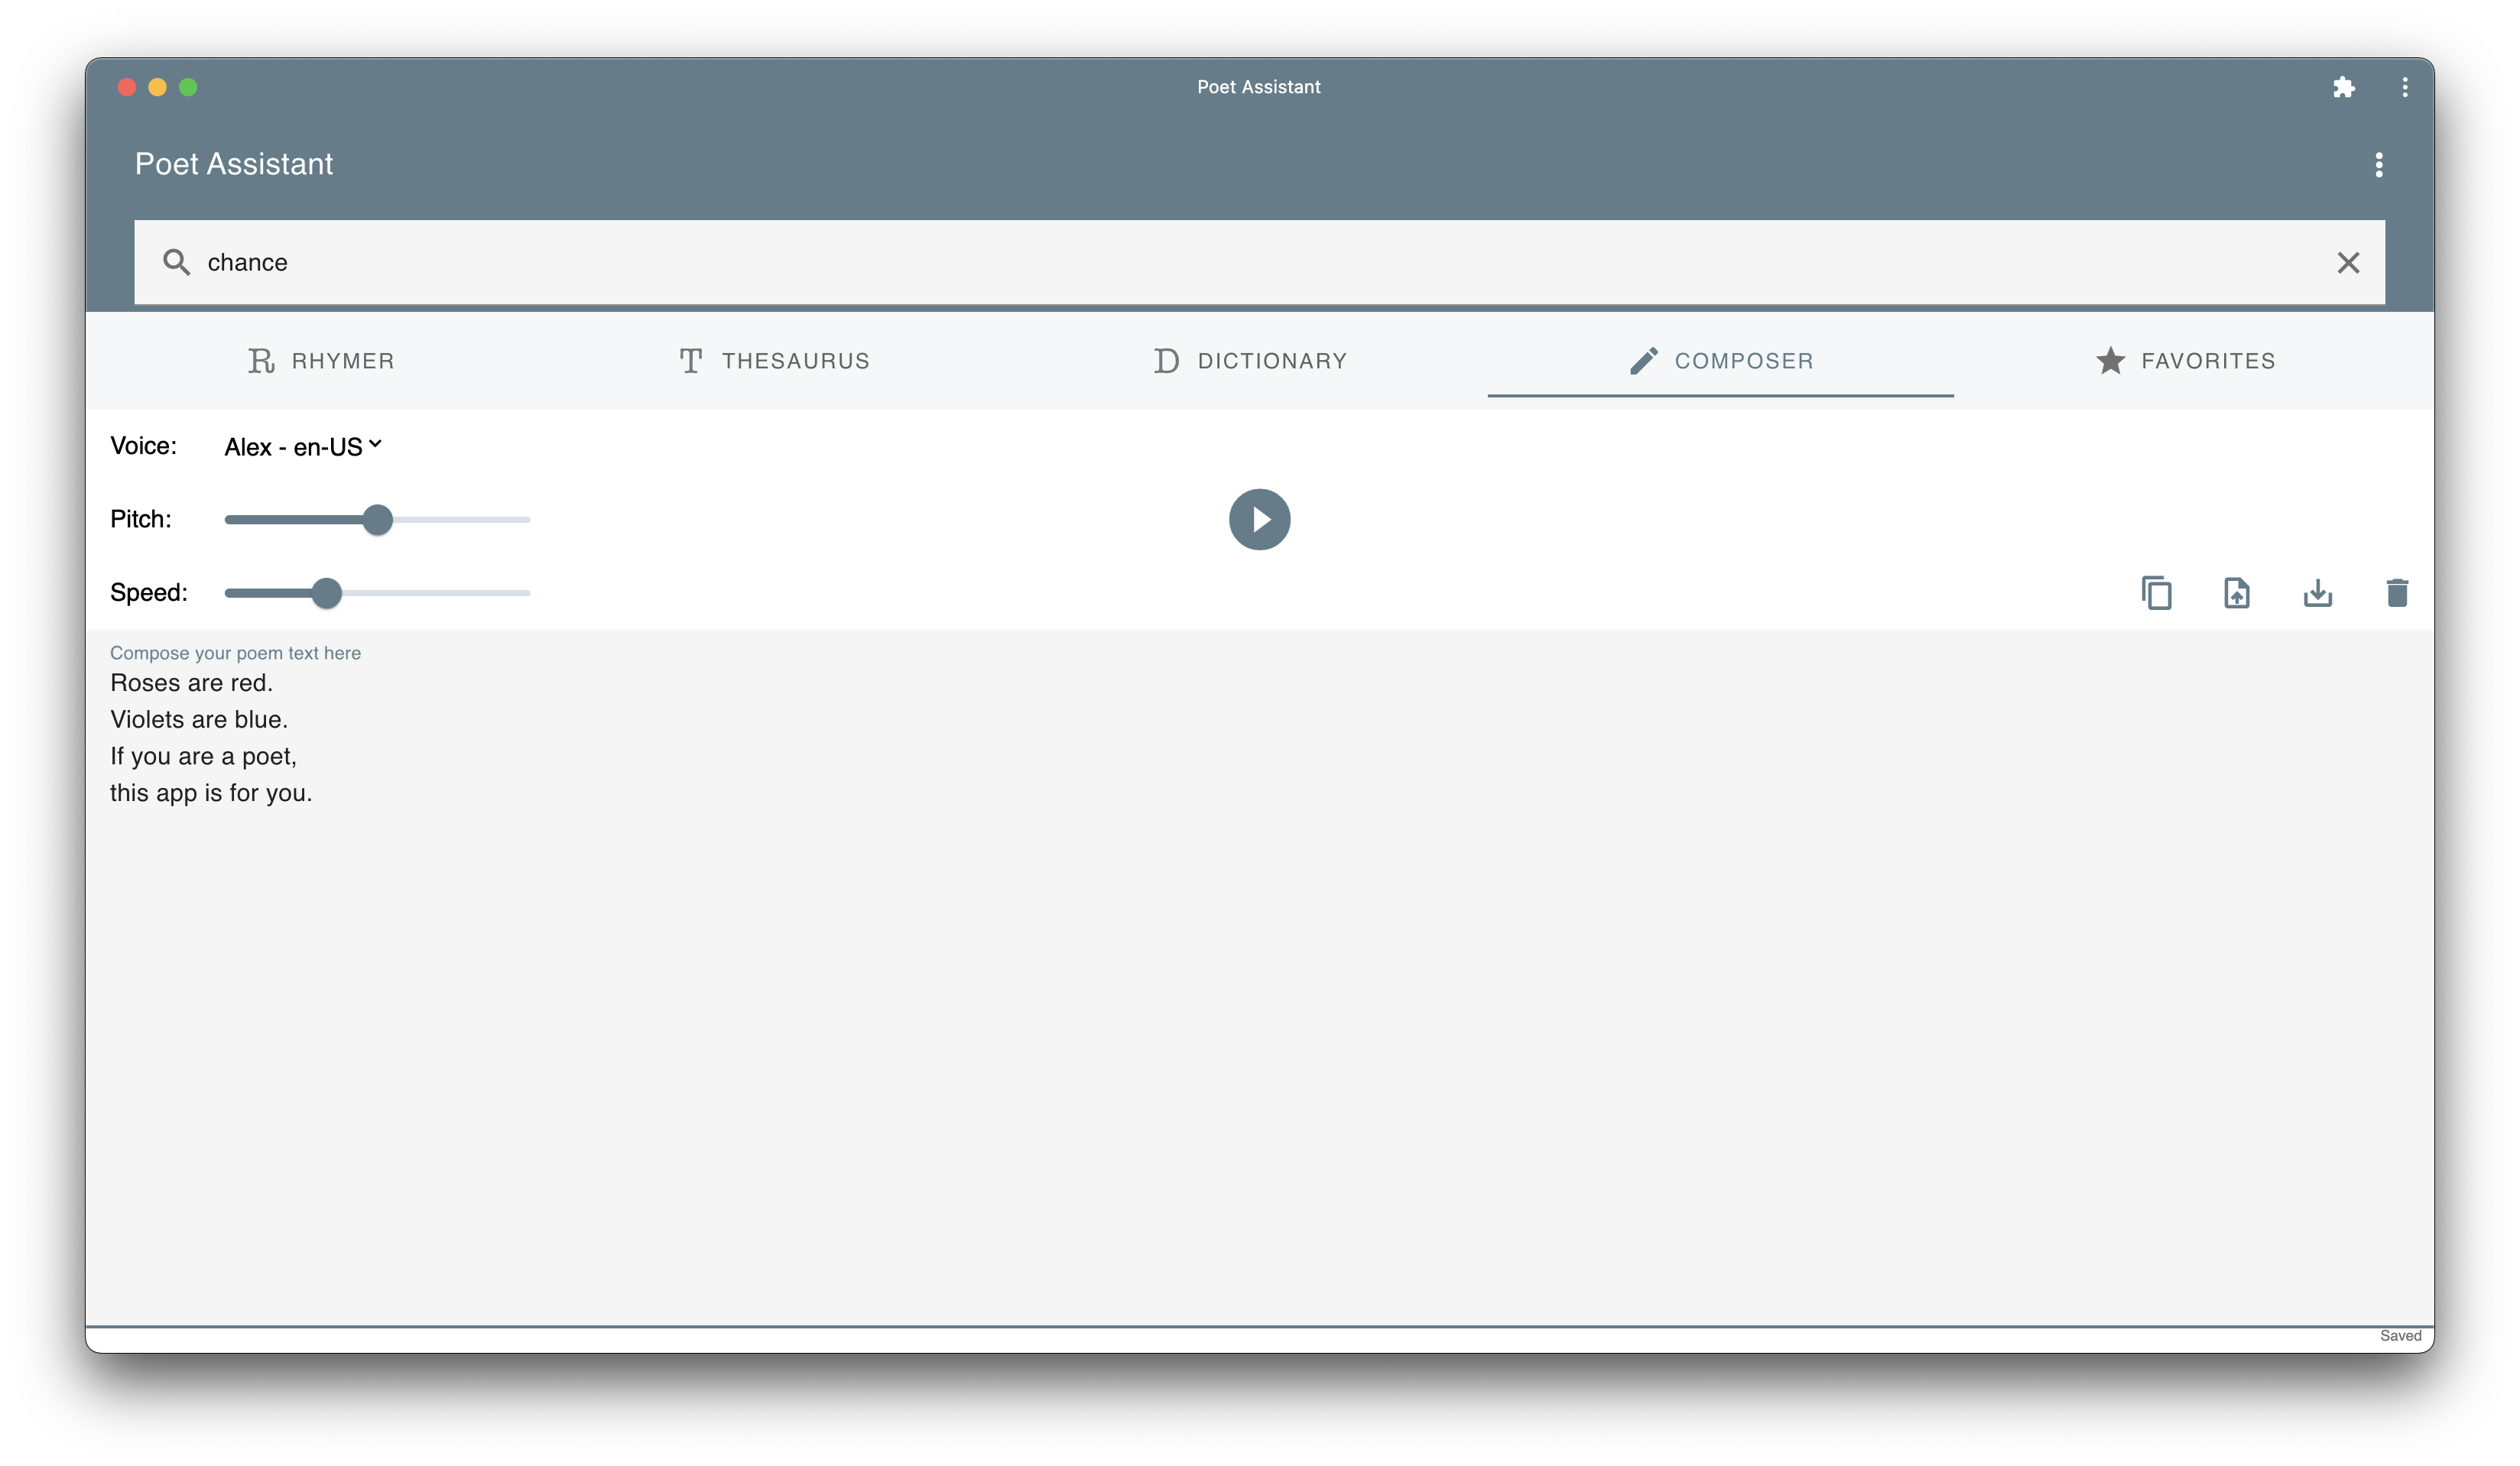 Poet Assistant
Poet Assistant
chance
R RHYMER T THESAURUS D DICTIONARY COMPOSER FAVORITES
Voice: Alex - en-US
Pitch:
Speed:
Compose your poem text here
Roses are red.
Violets are blue.
If you are a poet,
this app is for you.
Saved